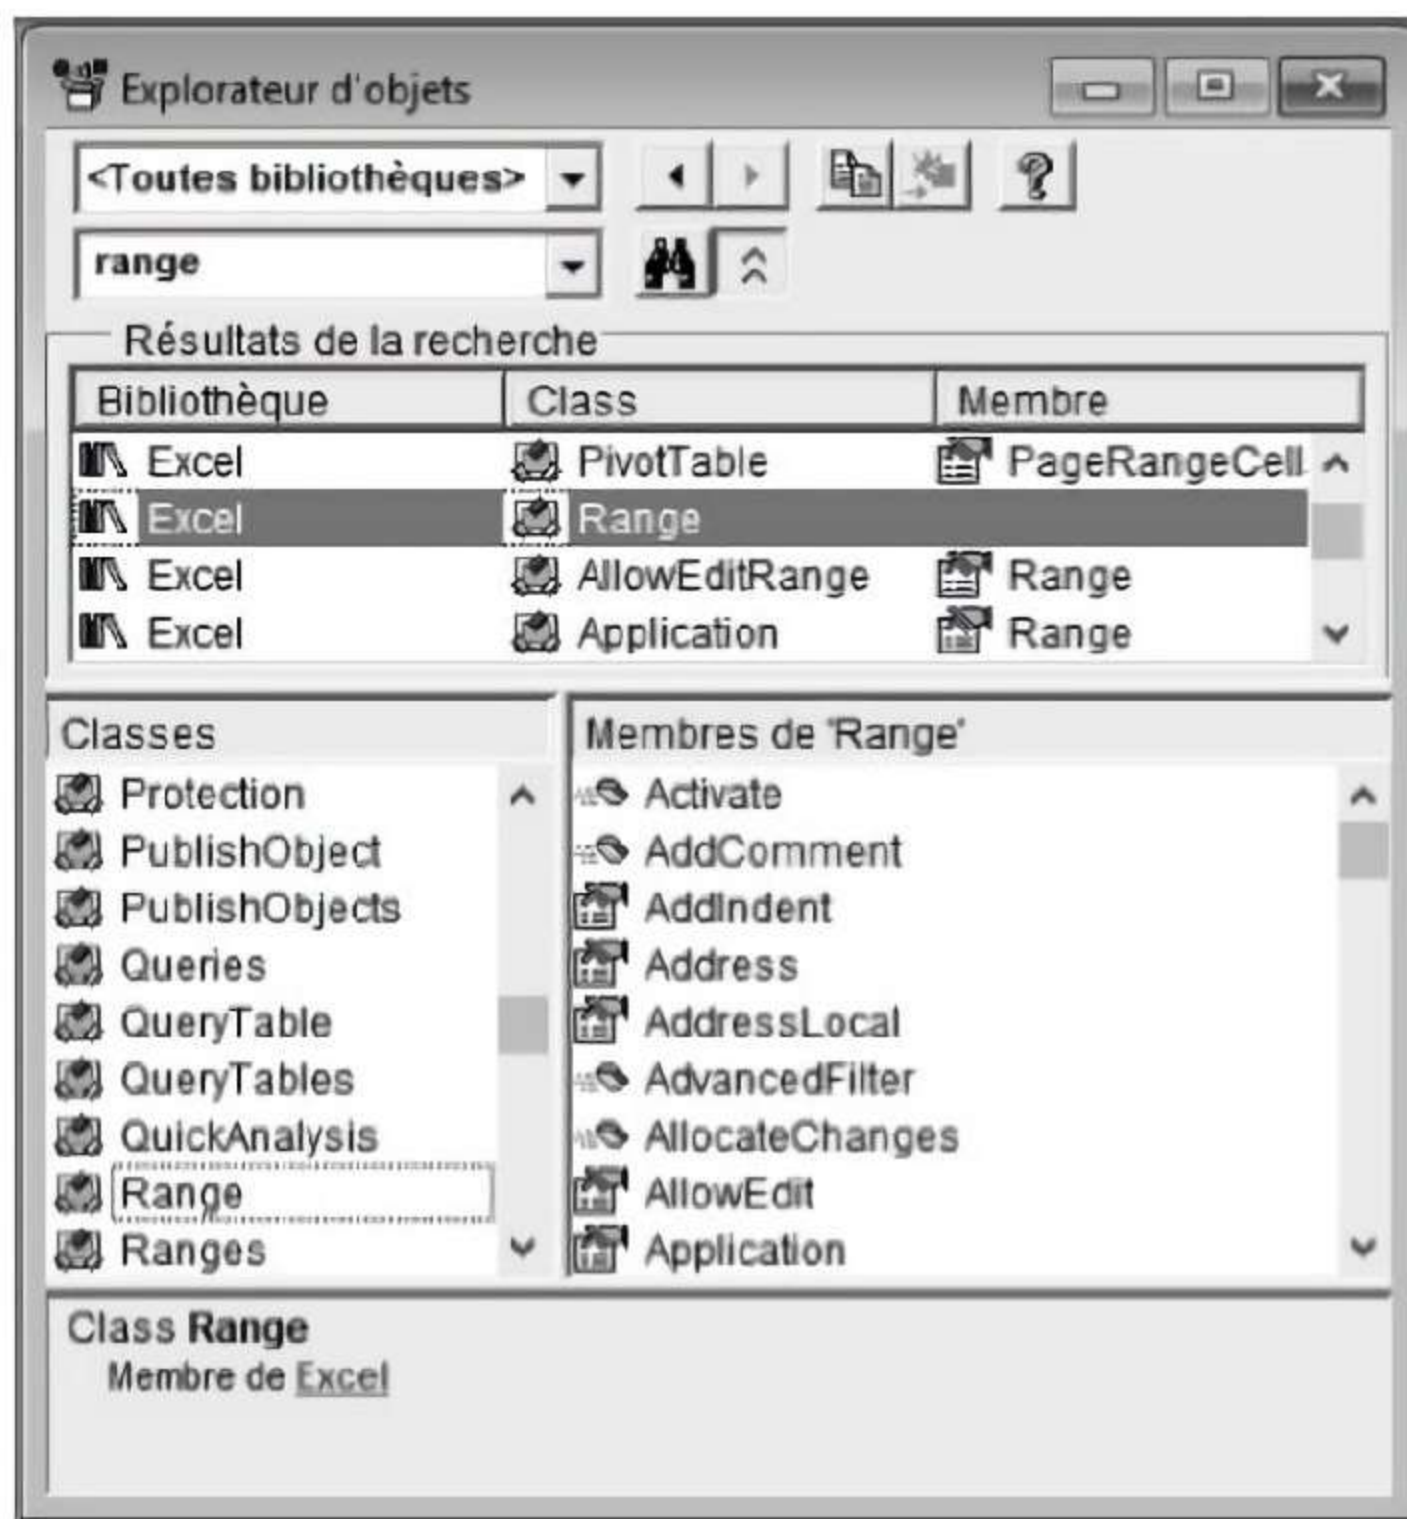 Explorateur d'objets
<Toutes bibliothèques>
range
Résultats de la recherche
Bibliothèque Class Membre
Excel PivotTable PageRangeCell
Excel Range
Excel AllowEditRange Range
Excel Application Range
Classes
Protection
PublishObject
PublishObjects
Queries
QueryTable
QueryTables
QuickAnalysis
Range
Ranges
Membres de 'Range'
Activate
AddComment
AddIndent
Address
AddressLocal
AdvancedFilter
AllocateChanges
AllowEdit
Application
Class Range
Membre de Excel